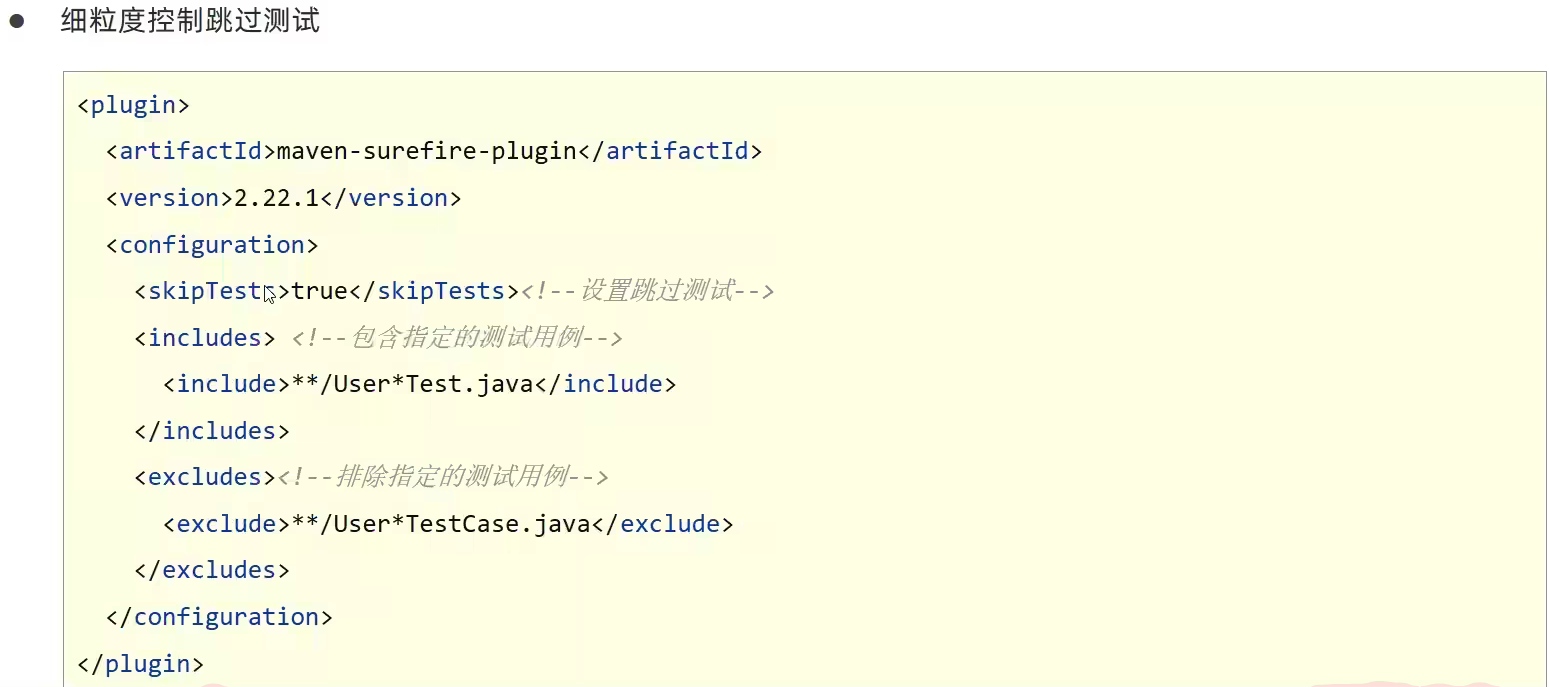 ● 细粒度控制跳过测试
<plugin>
<artifactId>maven-surefire-plugin</artifactId>
<version>2.22.1</version>
<configuration>
<skipTests>true</skipTests><!--设置跳过测试-->
<includes> <!--包含指定的测试用例-->
<include>**/User*Test.java</include>
</includes>
<excludes><!--排除指定的测试用例-->
<exclude>**/User*TestCase.java</exclude>
</excludes>
</configuration>
</plugin>